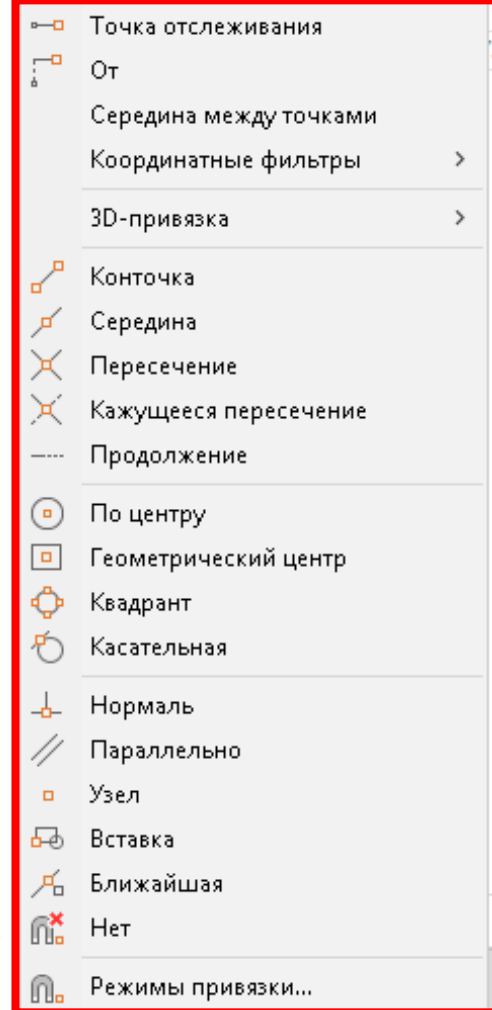 Точка отслеживания
От
Середина между точками
Координатные фильтры
3D-привязка
Конточка
Середина
Пересечение
Кажущееся пересечение
Продолжение
По центру
Геометрический центр
Квадрант
Касательная
Нормаль
Параллельно
Узел
Вставка
Ближайшая
Нет
Режимы привязки...